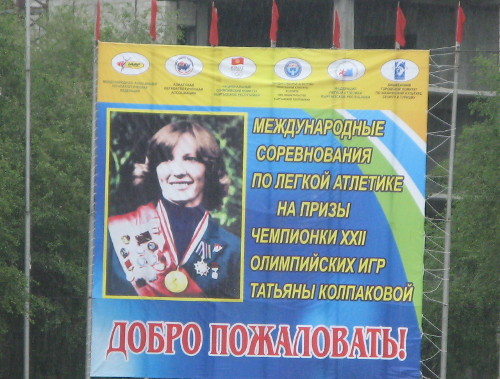 МЕЖДУНАРОДНЫЕ
СОРЕВНОВАНИЯ
ПО ЛЕГКОЙ АТЛЕТИКЕ
НА ПРИЗЫ
ЧЕМПИОНКИ XXII
ОЛИМПИЙСКИХ ИГР
ТАТЬЯНЫ КОЛПАКОВОЙ
ДОБРО ПОЖАЛОВАТЬ!